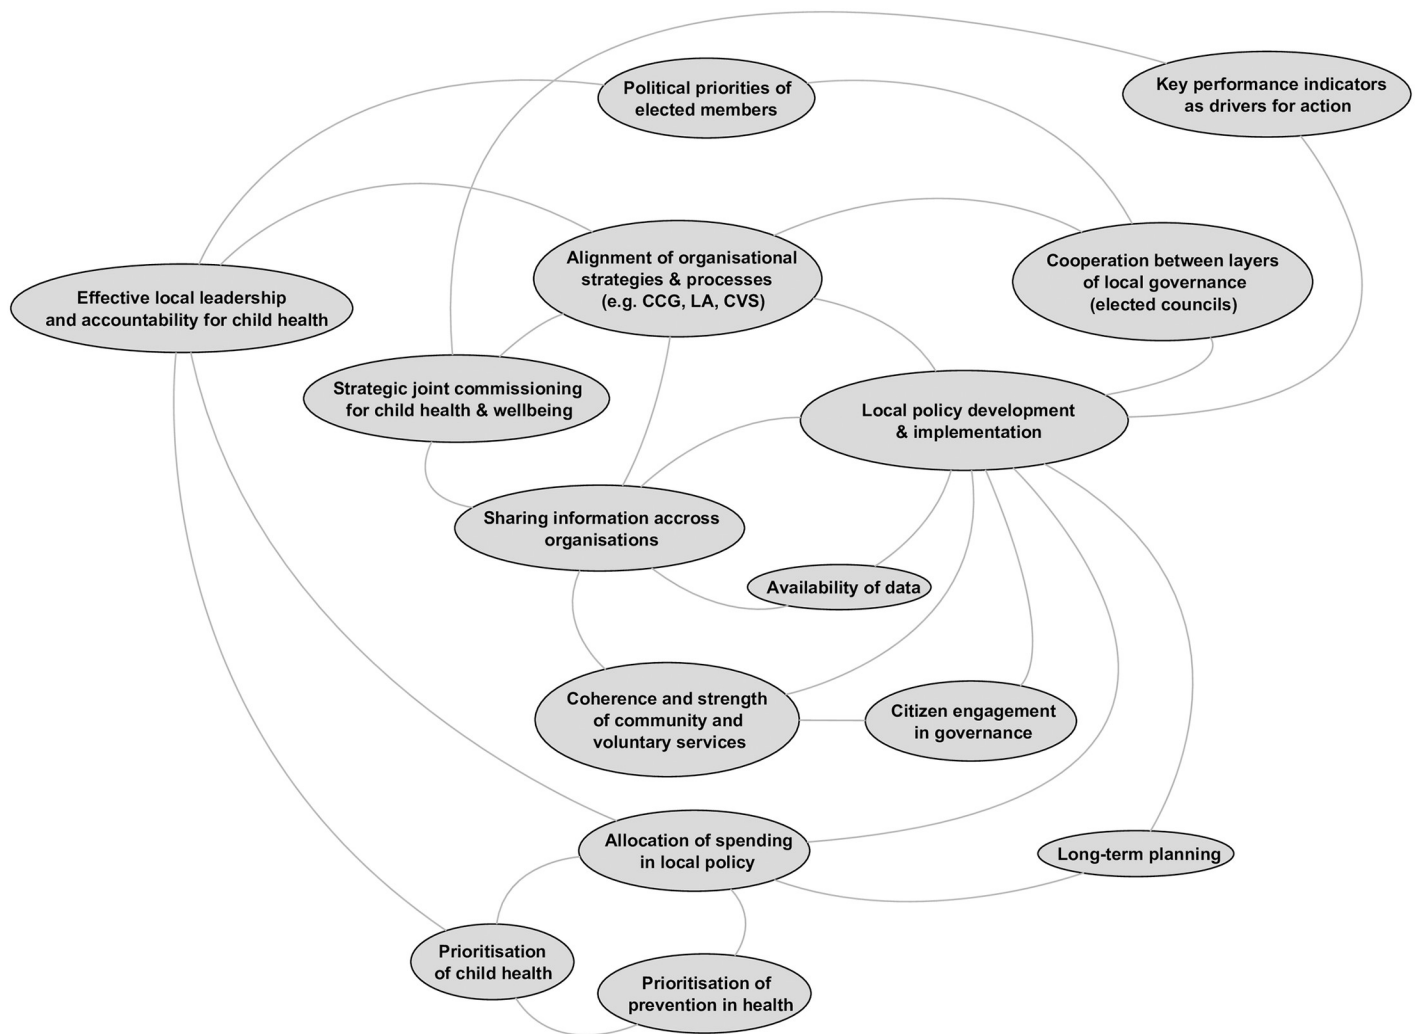 Political priorities of
elected members
Key performance indicators
as drivers for action
Alignment of organisational
strategies & processes
(e.g. CCG, LA, CVS)
Cooperation between layers
of local governance
(elected councils)
Effective local leadership
and accountability for child health
Strategic joint commissioning
for child health & wellbeing
Local policy development
& implementation
Sharing information accross
organisations
Availability of data
Coherence and strength
of community and
voluntary services
Citizen engagement
in governance
Allocation of spending
in local policy
Long-term planning
Prioritisation
of child health
Prioritisation of
prevention in health